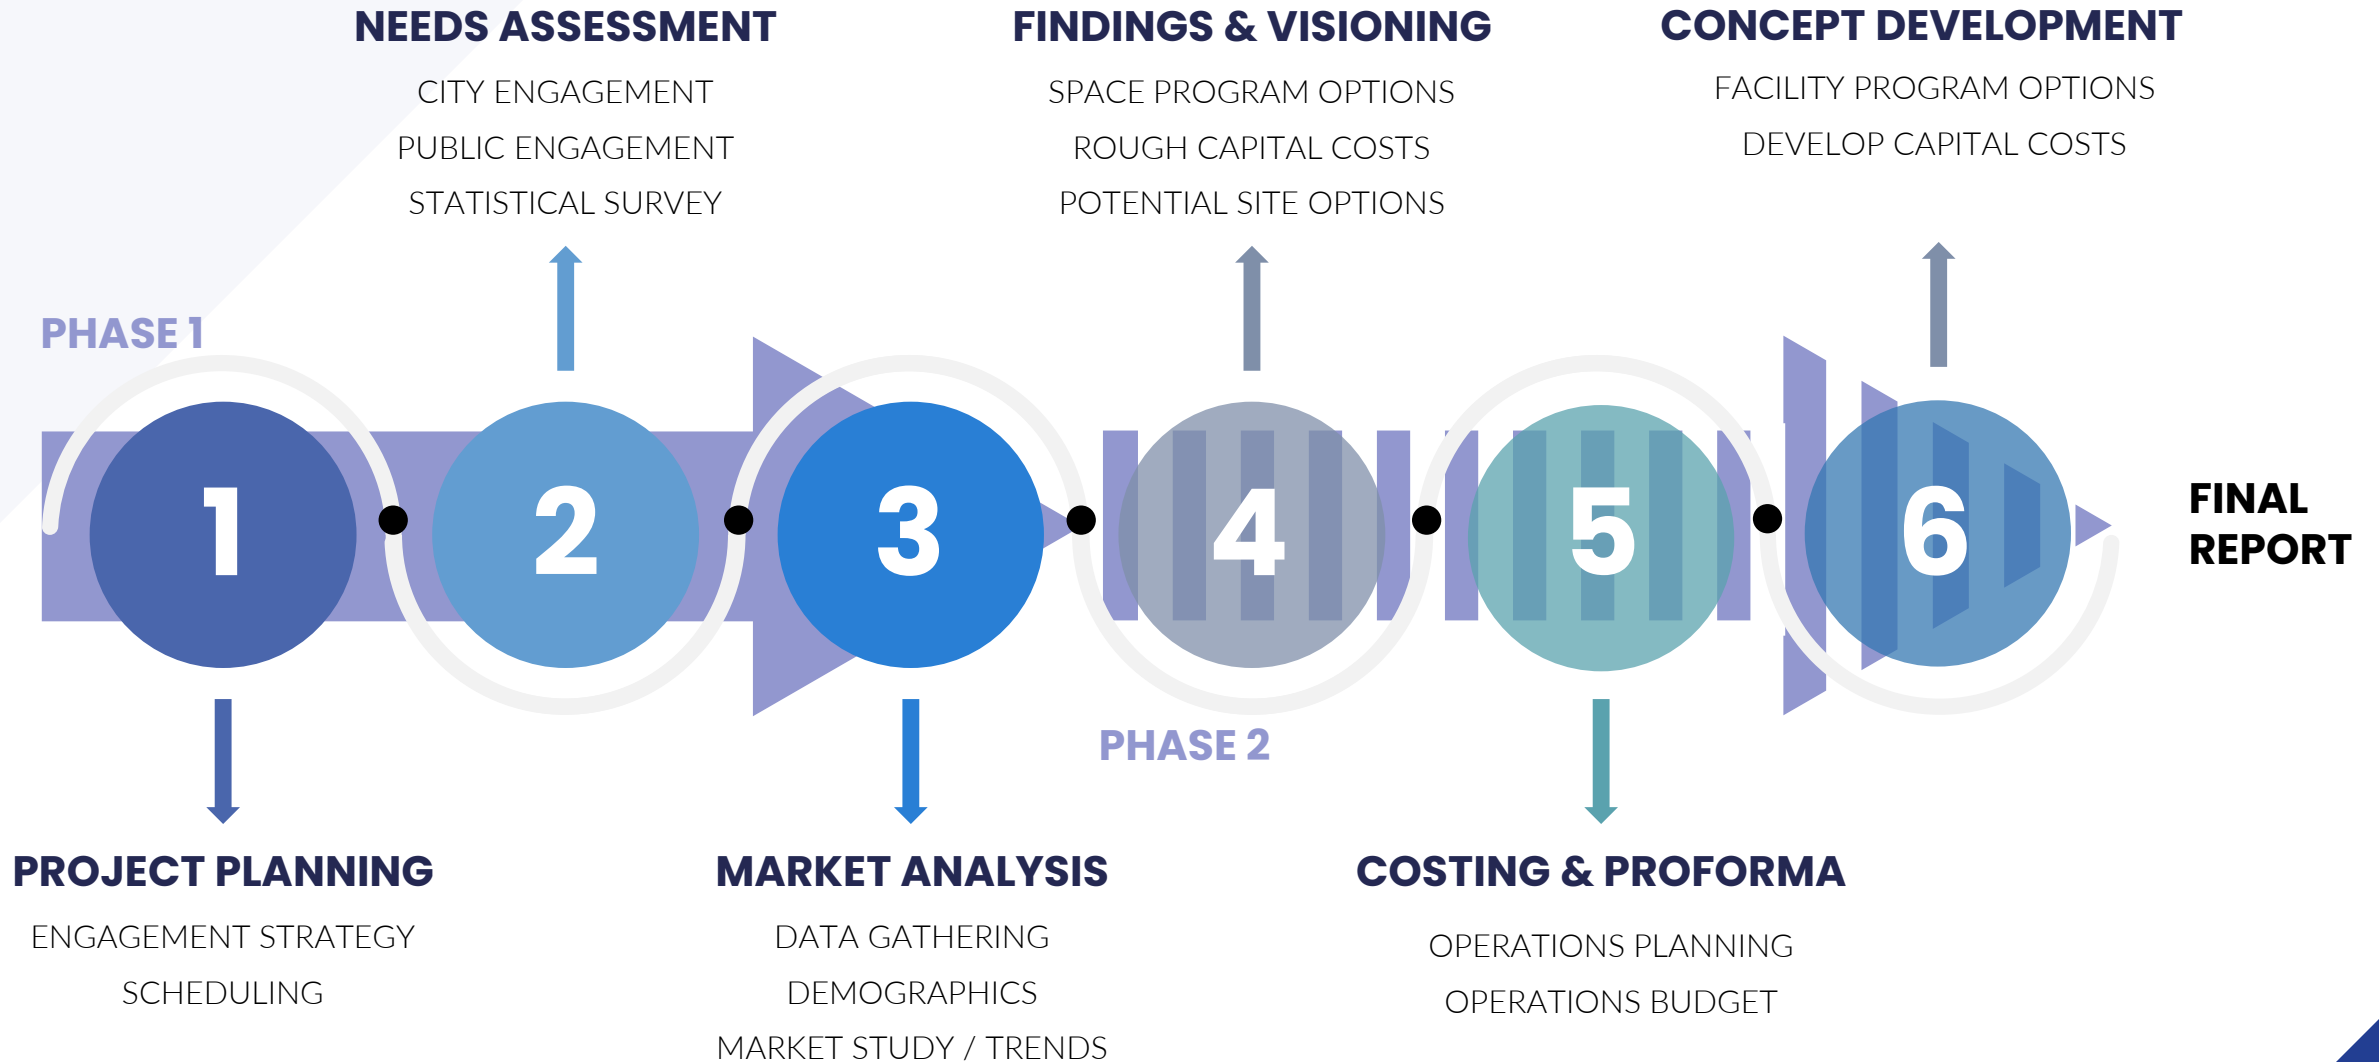 NEEDS ASSESSMENT
CITY ENGAGEMENT
PUBLIC ENGAGEMENT
STATISTICAL SURVEY
FINDINGS & VISIONING
SPACE PROGRAM OPTIONS
ROUGH CAPITAL COSTS
POTENTIAL SITE OPTIONS
CONCEPT DEVELOPMENT
FACILITY PROGRAM OPTIONS
DEVELOP CAPITAL COSTS
PHASE 1
1
2
3
4
5
6
FINAL
REPORT
PHASE 2
PROJECT PLANNING
ENGAGEMENT STRATEGY
SCHEDULING
MARKET ANALYSIS
DATA GATHERING
DEMOGRAPHICS
MARKET STUDY / TRENDS
COSTING & PROFORMA
OPERATIONS PLANNING
OPERATIONS BUDGET